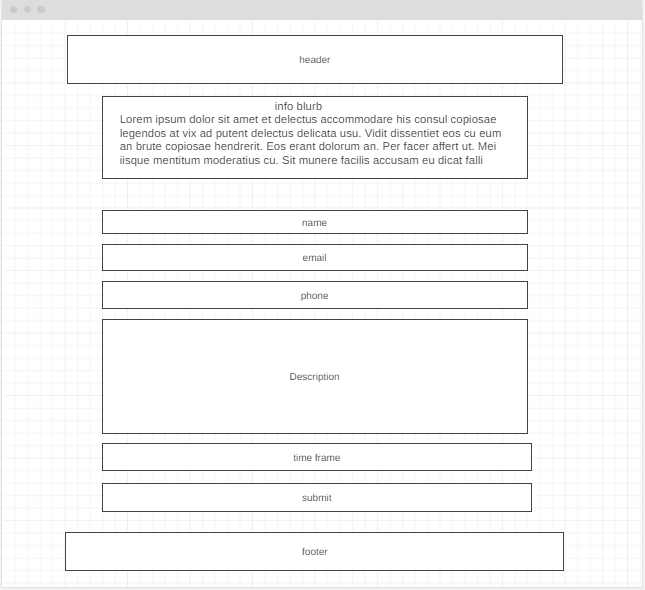 header
info blurb
Lorem ipsum dolor sit amet et delectus accommodare his consul copiosae
legendos at vix ad putent delectus delicata usu. Vidit dissentiet eos cu eum
an brute copiosae hendrerit. Eos erant dolorum an. Per facer affert ut. Mei
iisque mentitum moderatius cu. Sit munere facilis accusam eu dicat falli
name
email
phone
Description
time frame
submit
footer